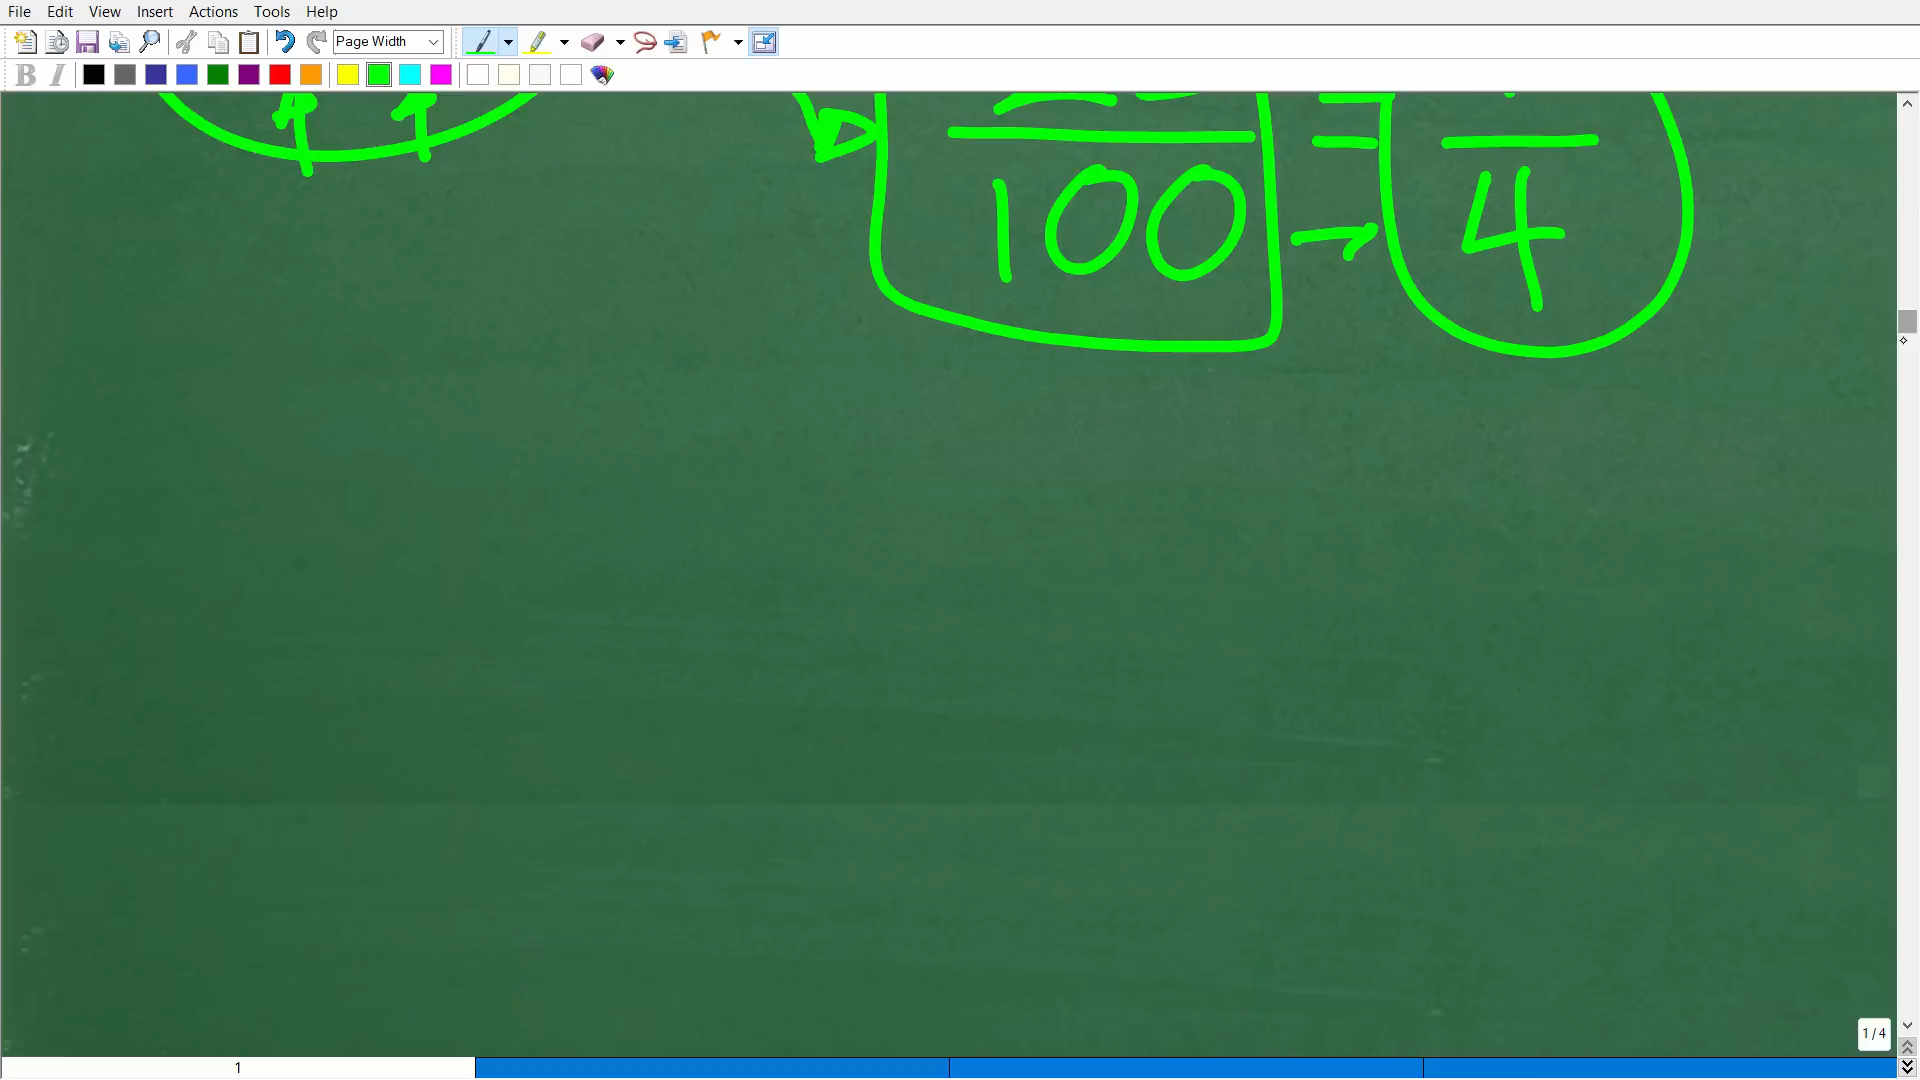 File Edit View Insert Actions Tools Help
Page Width
B I
100
=
4
1 / 4
1